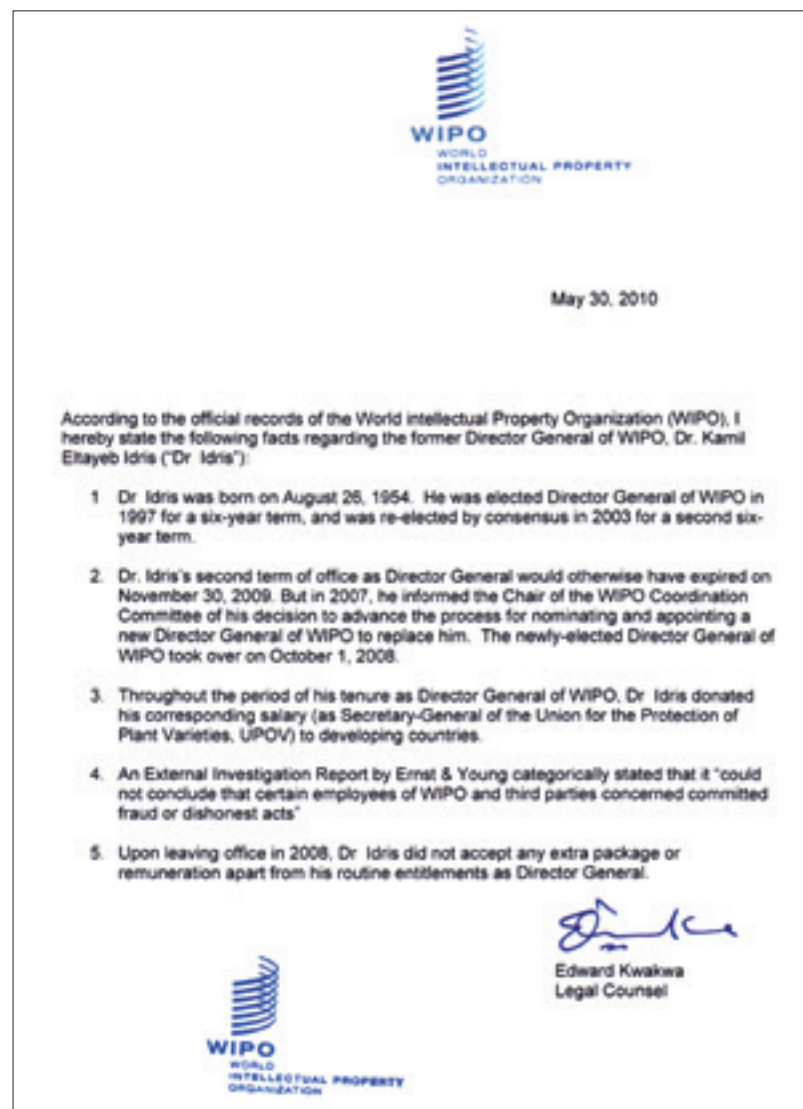 WIPO
WORLD
INTELLECTUAL PROPERTY
ORGANIZATION
May 30, 2010
According to the official records of the World intellectual Property Organization (WIPO), I
hereby state the following facts regarding the former Director General of WIPO, Dr. Kamil
Eltayeb Idris ("Dr Idris"):
1 Dr Idris was born on August 26, 1954. He was elected Director General of WIPO in
1997 for a six-year term, and was re-elected by consensus in 2003 for a second six-
year term.
2. Dr. Idris's second term of office as Director General would otherwise have expired on
November 30, 2009. But in 2007, he informed the Chair of the WIPO Coordination
Committee of his decision to advance the process for nominating and appointing a
new Director General of WIPO to replace him. The newly-elected Director General of
WIPO took over on October 1, 2008.
3. Throughout the period of his tenure as Director General of WIPO, Dr Idris donated
his corresponding salary (as Secretary-General of the Union for the Protection of
Plant Varieties, UPOV) to developing countries.
4. An External Investigation Report by Ernst & Young categorically stated that it "could
not conclude that certain employees of WIPO and third parties concerned committed
fraud or dishonest acts"
5. Upon leaving office in 2008, Dr Idris did not accept any extra package or
remuneration apart from his routine entitlements as Director General.
Edward Kwakwa
Legal Counsel
WIPO
WORLD
INTELLECTUAL PROPERTY
ORGANIZATION